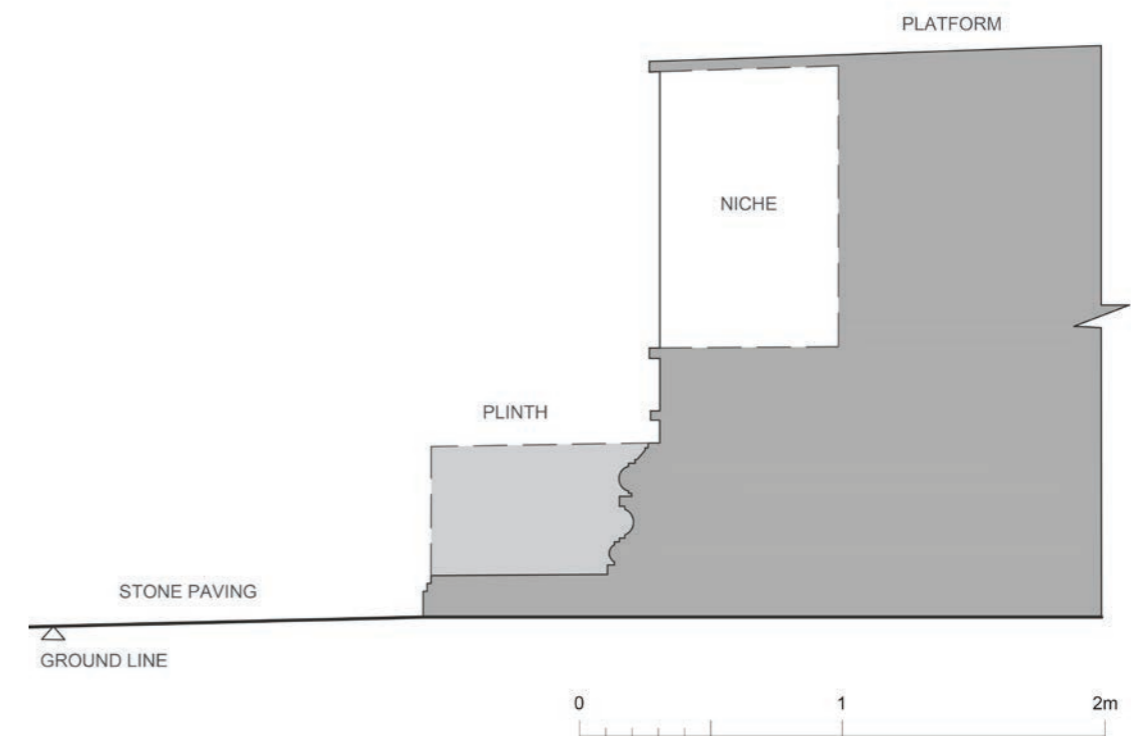 PLATFORM
NICHE
PLINTH
STONE PAVING
GROUND LINE
0 1 2m